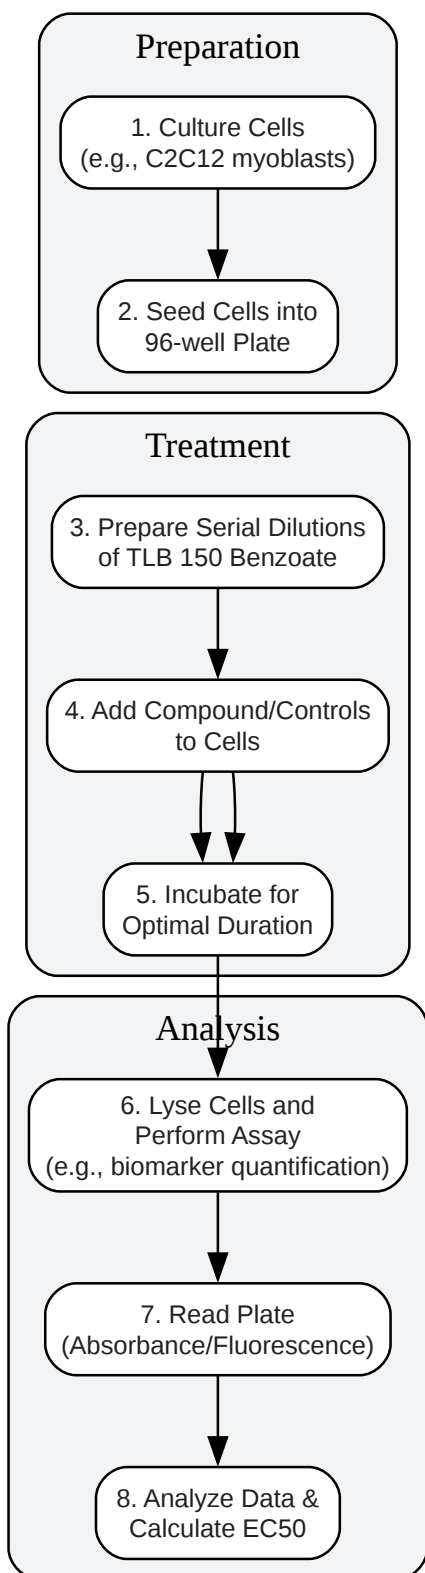 Preparation
1. Culture Cells
(e.g., C2C12 myoblasts)
2. Seed Cells into
96-well Plate
Treatment
3. Prepare Serial Dilutions
of TLB 150 Benzoate
4. Add Compound/Controls
to Cells
5. Incubate for
Optimal Duration
Analysis
6. Lyse Cells and
Perform Assay
(e.g., biomarker quantification)
7. Read Plate
(Absorbance/Fluorescence)
8. Analyze Data &
Calculate EC50